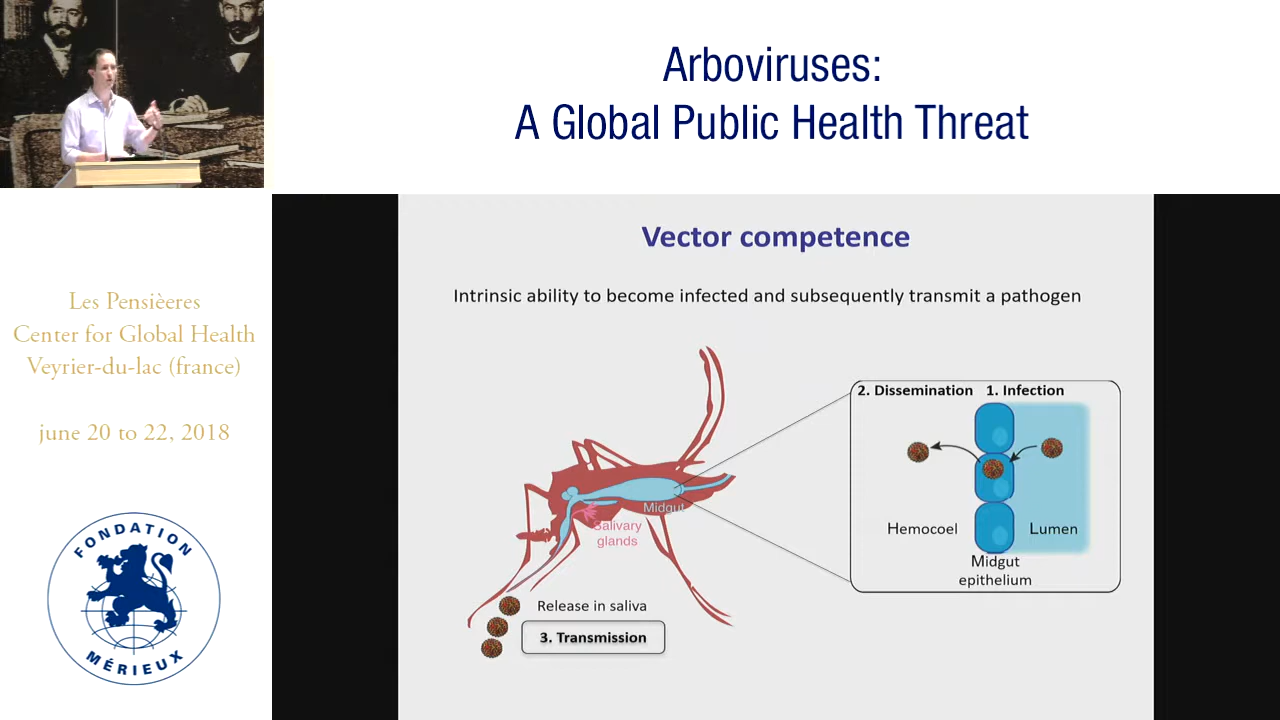 Arboviruses:
A Global Public Health Threat
Les Pensièeres
Center for Global Health
Veyrier-du-lac (france)
june 20 to 22, 2018
FONDATION
MÉRIEUX
Vector competence
Intrinsic ability to become infected and subsequently transmit a pathogen
2. Dissemination 1. Infection
Hemocoel
Lumen
Midgut
epithelium
Midgut
Salivary
glands
Release in saliva
3. Transmission